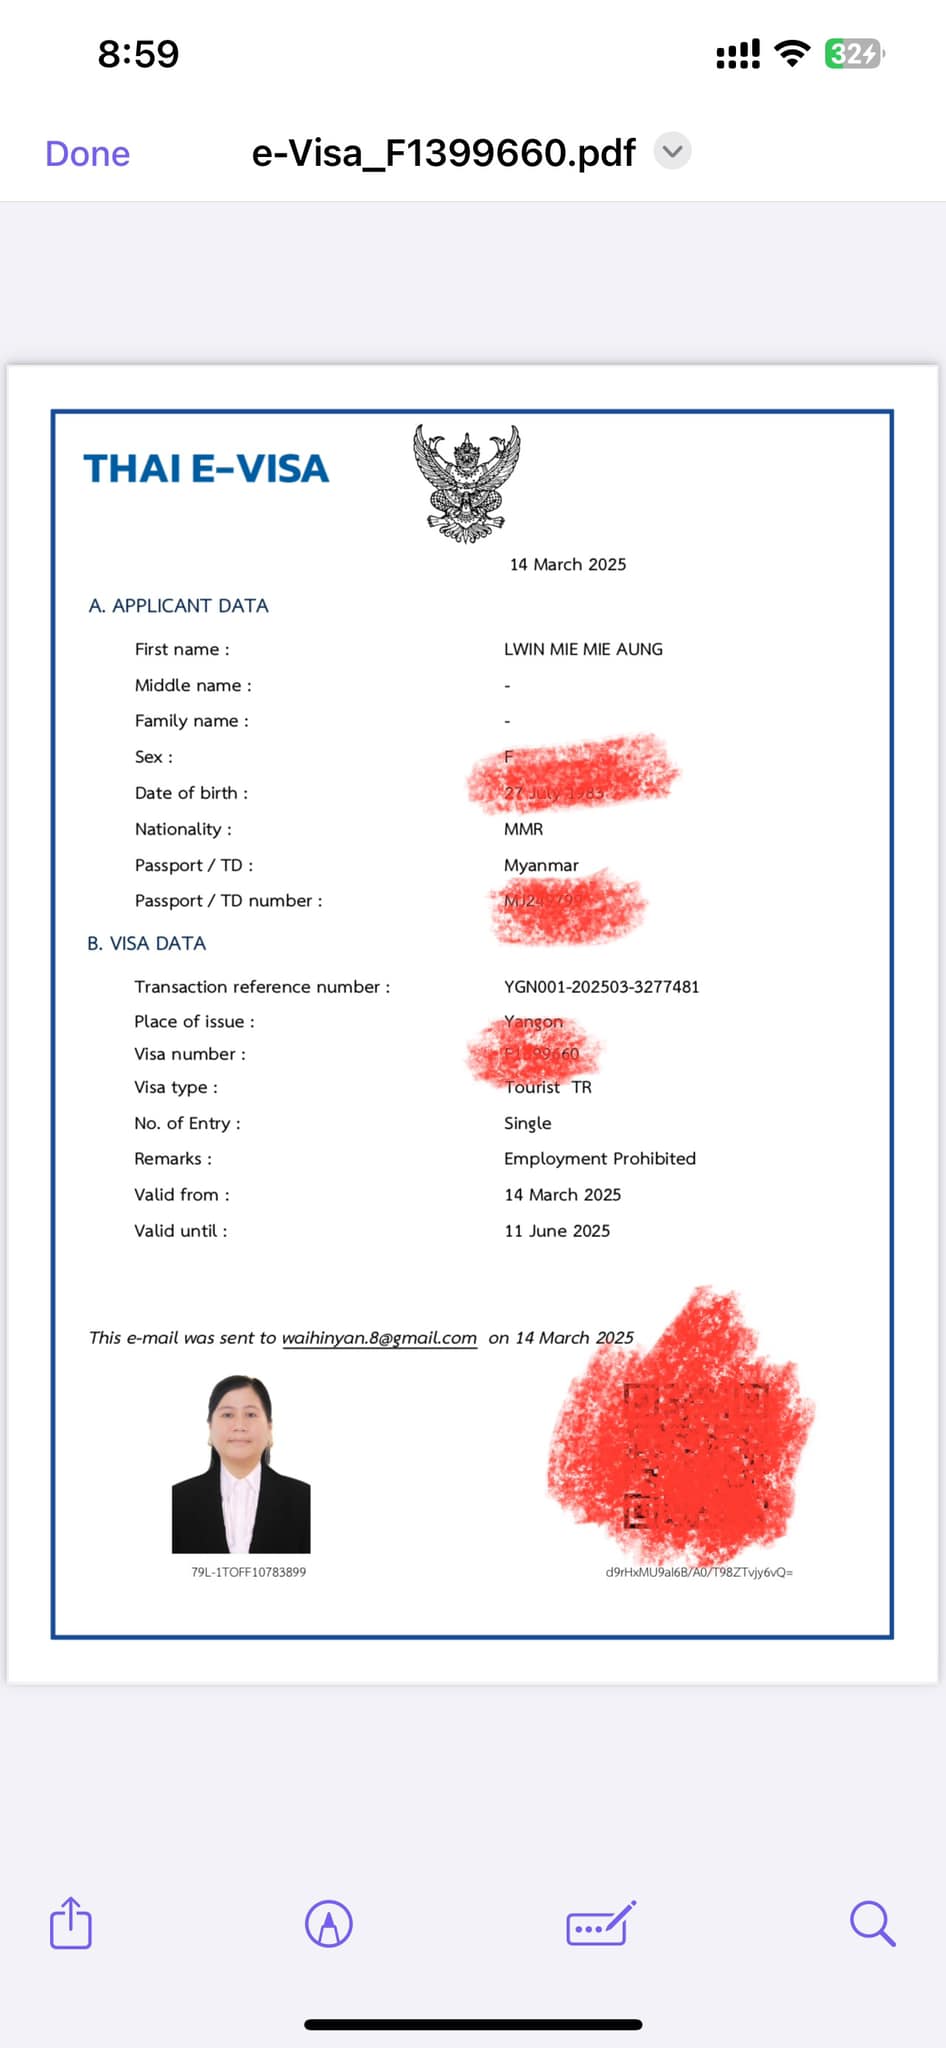 8:59
32
Done
e-Visa_F1399660.pdf
THAI E-VISA
14 March 2025
A. APPLICANT DATA
First name : LWIN MIE MIE AUNG
Middle name : -
Family name : -
Sex :
Date of birth :
Nationality : MMR
Passport / TD : Myanmar
Passport / TD number :
B. VISA DATA
Transaction reference number : YGN001-202503-3277481
Place of issue : Yangon
Visa number :
Visa type : Tourist TR
No. of Entry : Single
Remarks : Employment Prohibited
Valid from : 14 March 2025
Valid until : 11 June 2025
This e-mail was sent to waihinyan.8@gmail.com on 14 March 2025
79L-1TOFF10783899
d9rHxMU9al6B/A0/T98ZTvjy6vQ=